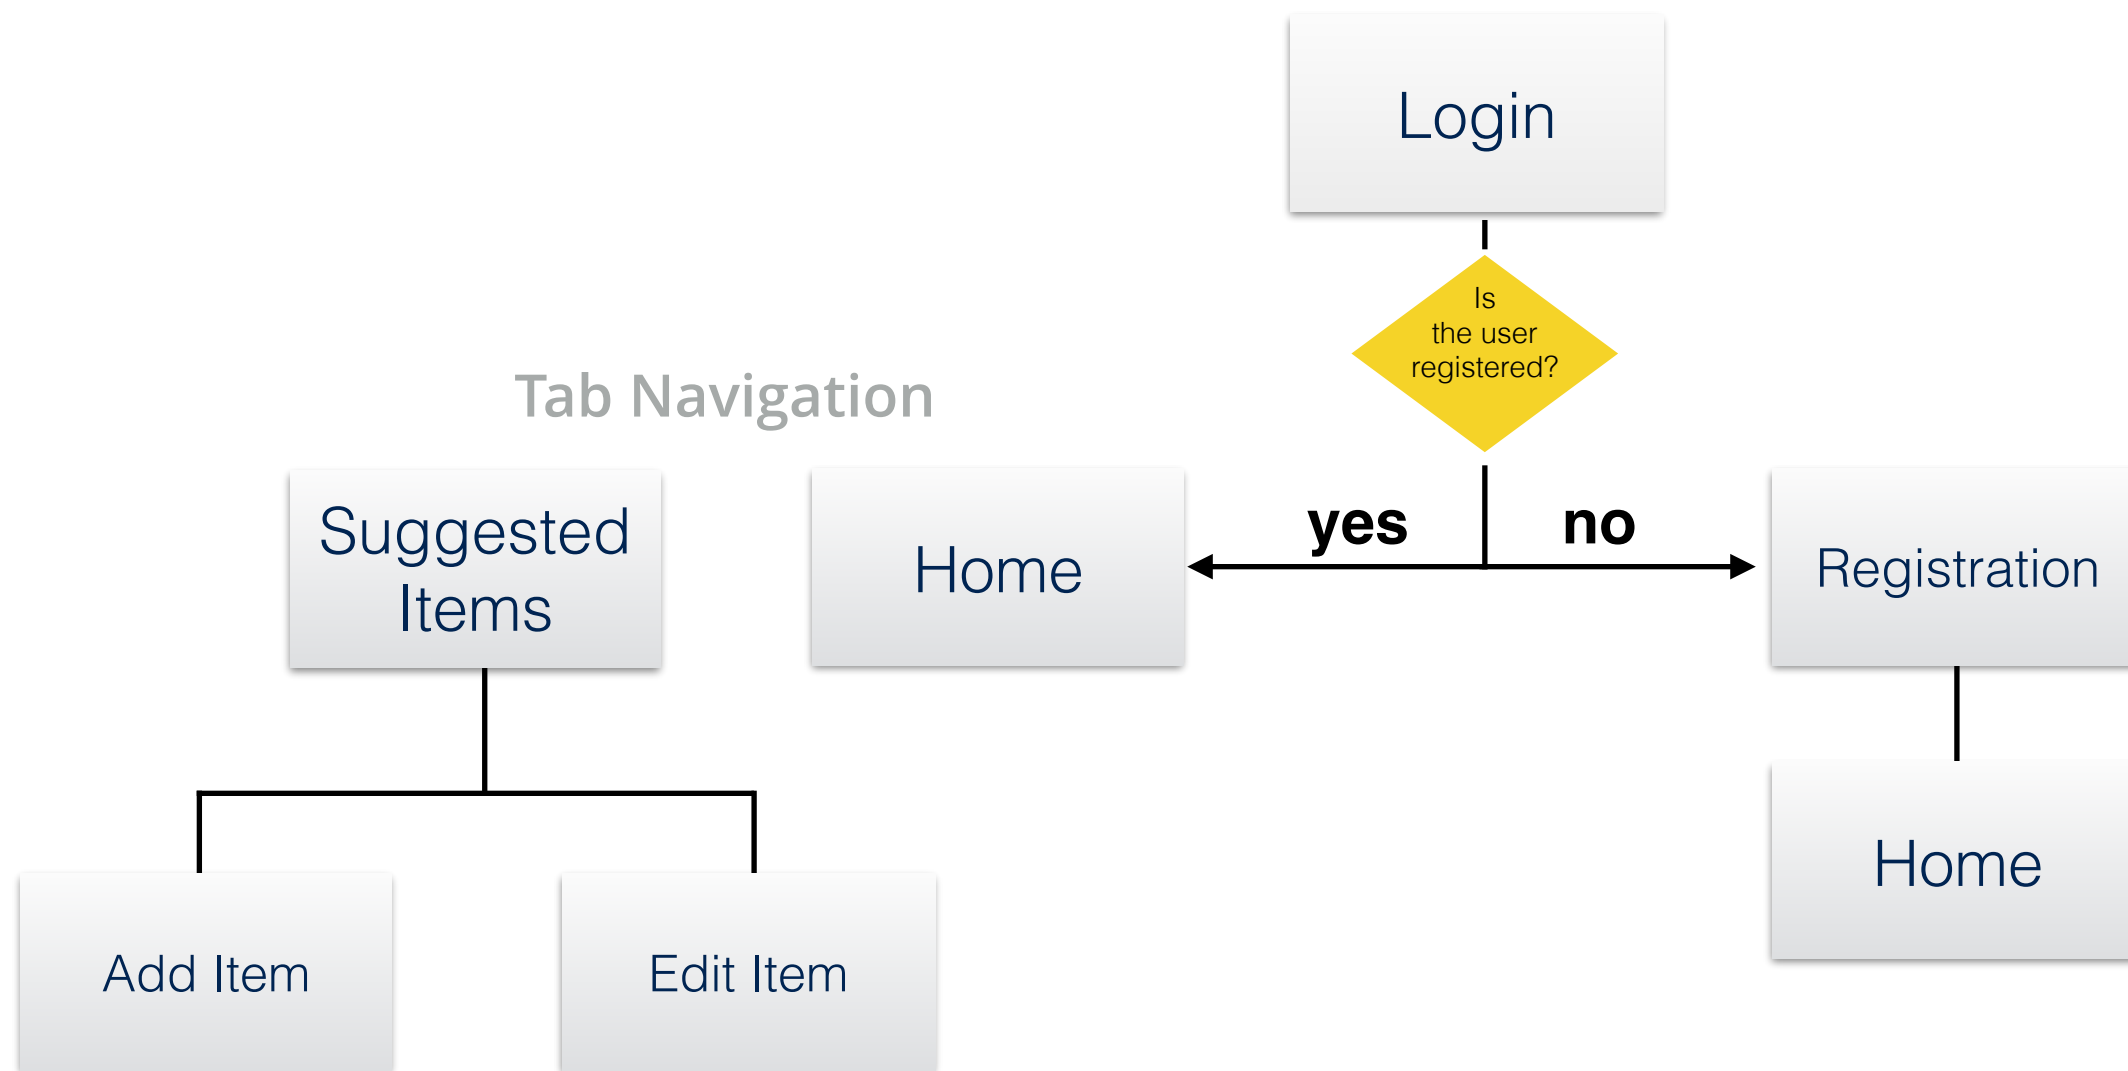 Login
Is
the user
registered?
Tab Navigation
Suggested
Items
Home
yes
no
Registration
Home
Add Item
Edit Item